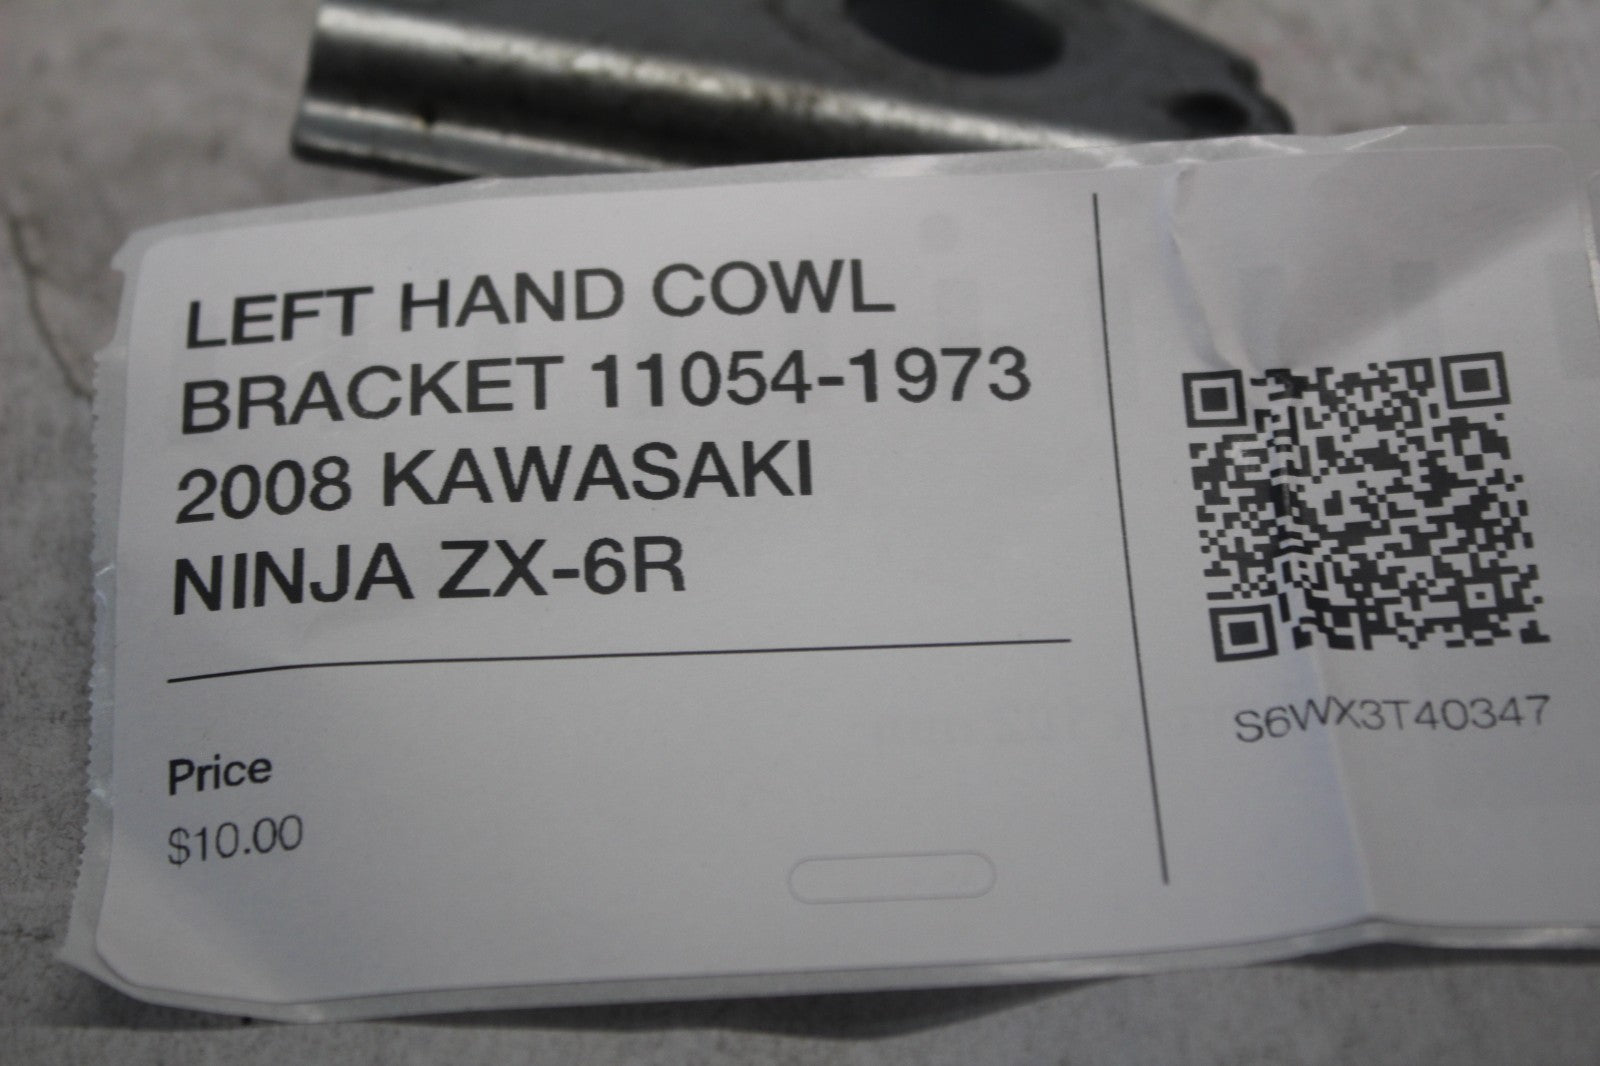 LEFT HAND COWL
BRACKET 11054-1973
2008 KAWASAKI
NINJA ZX-6R
Price
$10.00
S6WX3T40347